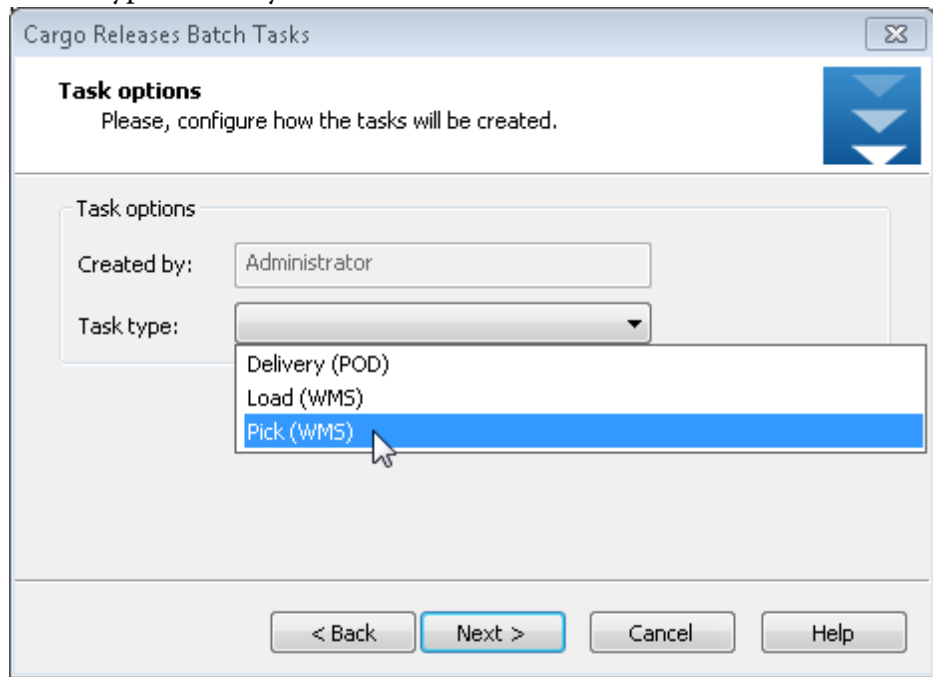 Cargo Releases Batch Tasks
Task options
Please, configure how the tasks will be created.
Task options
Created by: Administrator
Task type:
Delivery (POD)
Load (WMS)
Pick (WMS)
< Back Next > Cancel Help